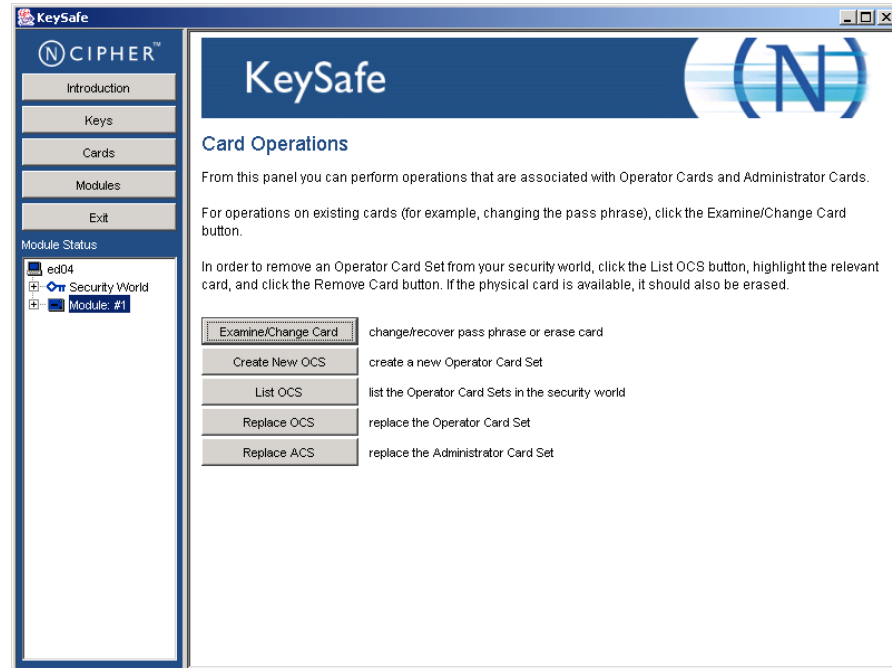 KeySafe
NCIPHER™
Introduction
Keys
Cards
Modules
Exit
Module Status
ed04
Security World
Module: #1
KeySafe
(N)
Card Operations
From this panel you can perform operations that are associated with Operator Cards and Administrator Cards.
For operations on existing cards (for example, changing the pass phrase), click the Examine/Change Card
button.
In order to remove an Operator Card Set from your security world, click the List OCS button, highlight the relevant
card, and click the Remove Card button. If the physical card is available, it should also be erased.
Examine/Change Card change/recover pass phrase or erase card
Create New OCS create a new Operator Card Set
List OCS list the Operator Card Sets in the security world
Replace OCS replace the Operator Card Set
Replace ACS replace the Administrator Card Set